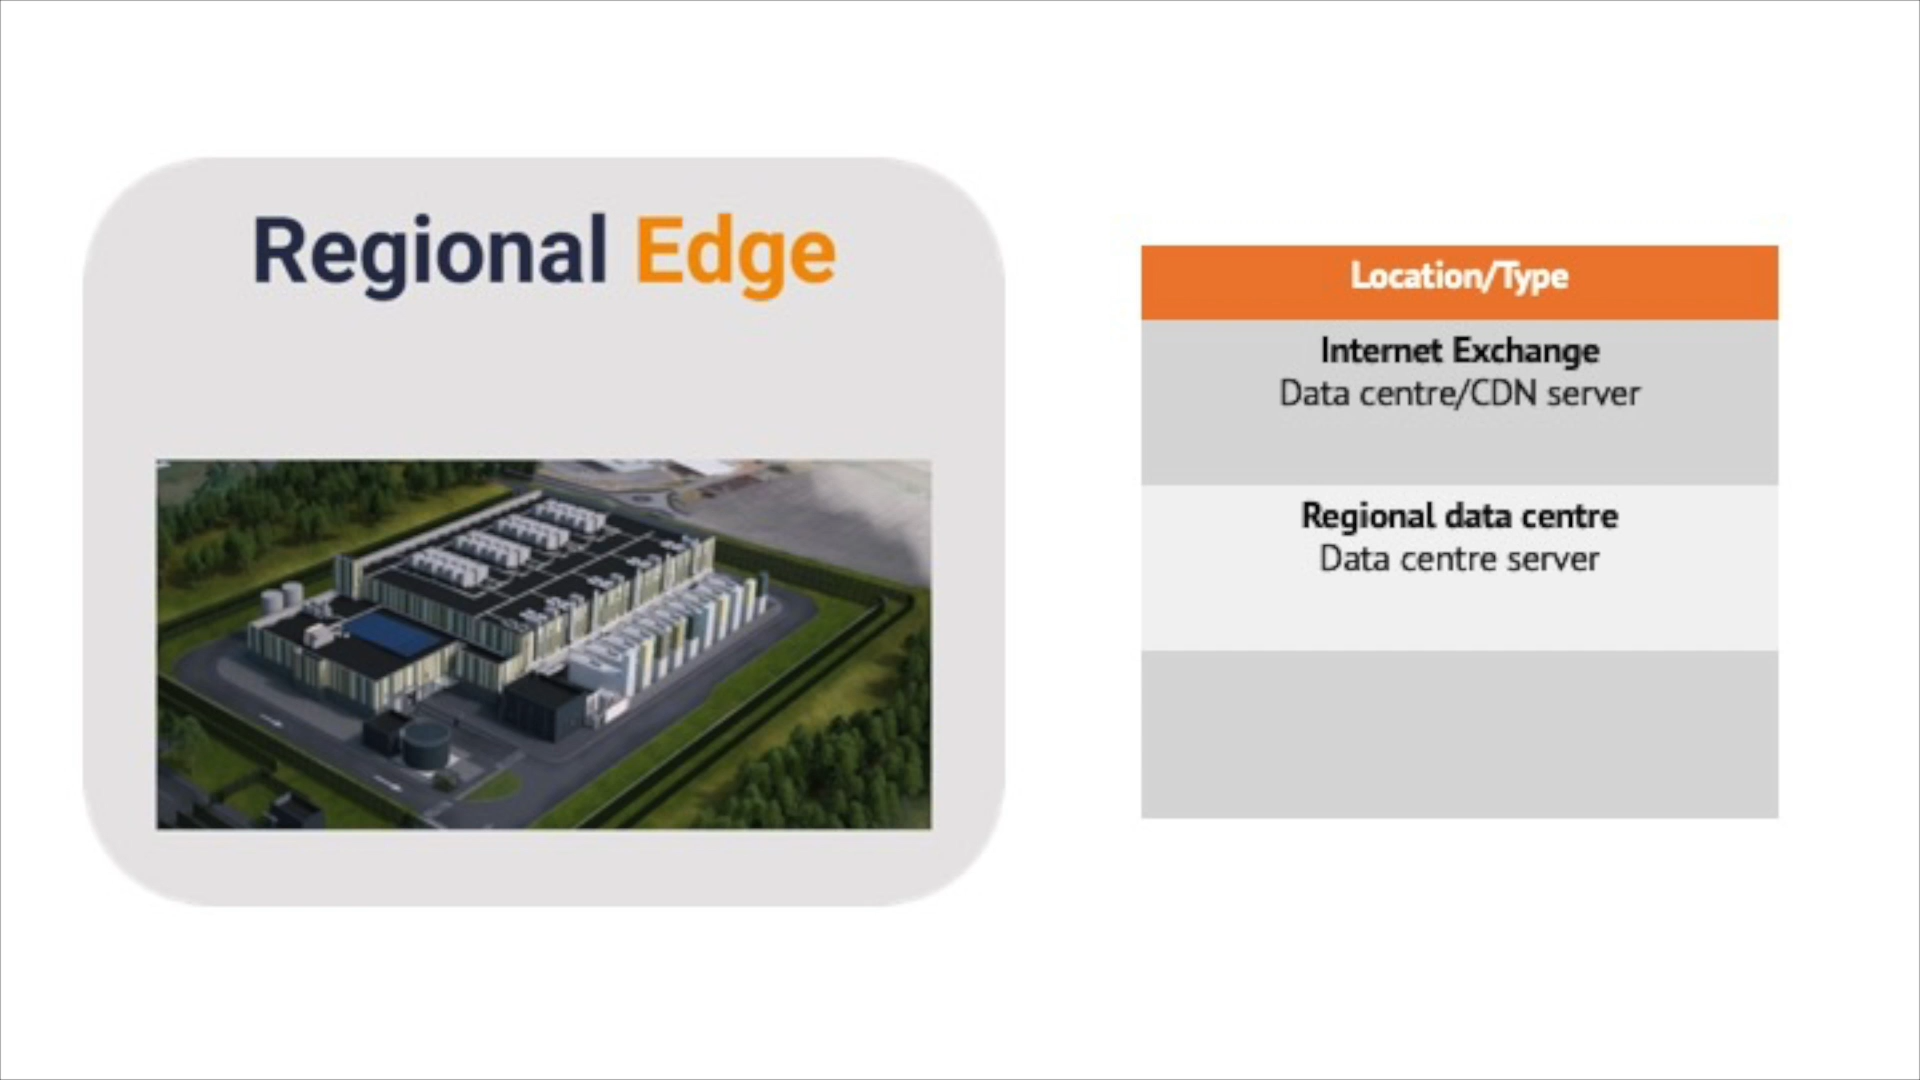 Regional Edge
Location/Type
Internet Exchange
Data centre/CDN server
Regional data centre
Data centre server